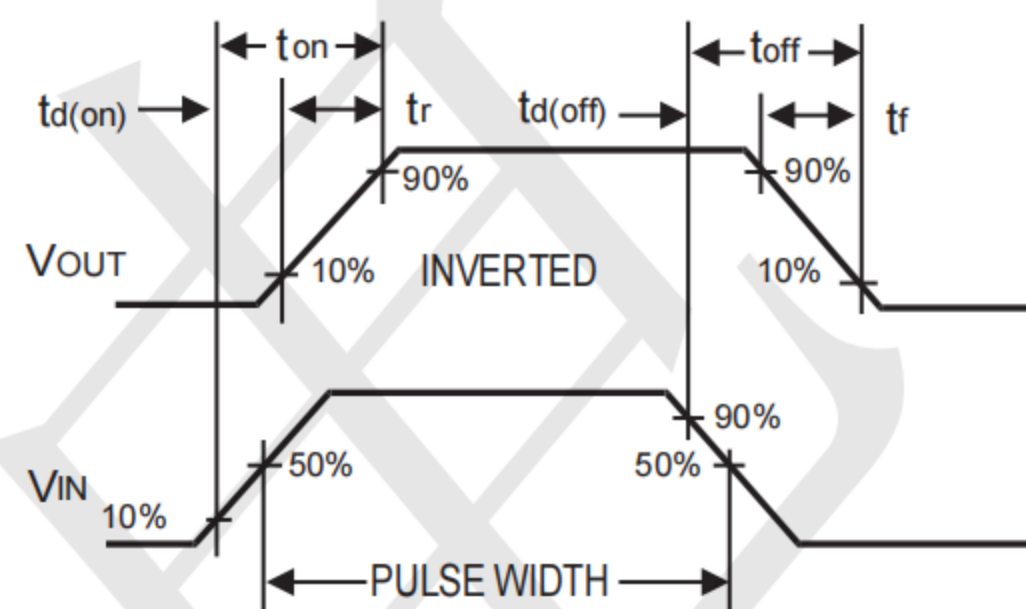 ton
toff
td(on)
tr
td(off)
tf
90%
90%
VOUT
10%
INVERTED
10%
90%
50%
50%
VIN
10%
PULSE WIDTH